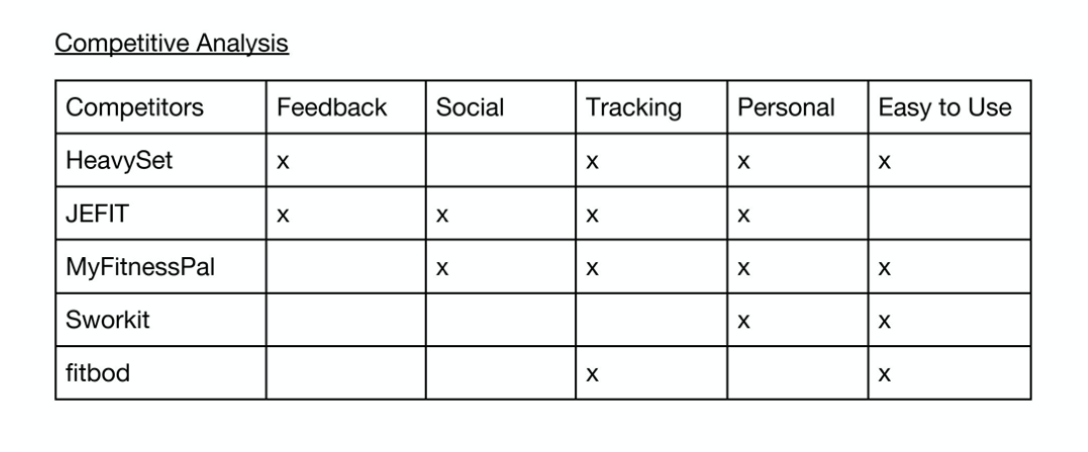 Competitive Analysis
Competitors Feedback Social Tracking Personal Easy to Use
HeavySet x x x x
JEFIT x x x x
MyFitnessPal x x x x
Sworkit x x
fitbod x x